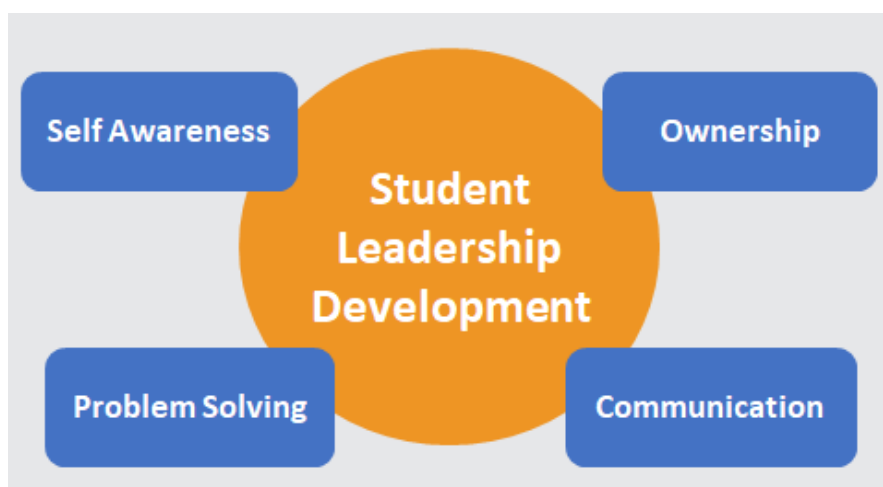 Self Awareness
Ownership
Student
Leadership
Development
Problem Solving
Communication